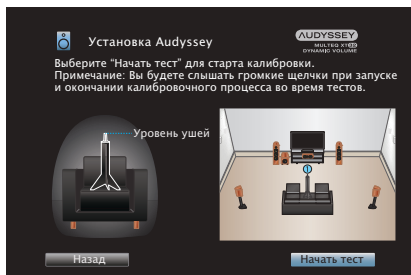 Установка Audyssey
AUDYSSEY
MULTEQ XT32
DYNAMIC VOLUME
Выберите “Начать тест” для старта калибровки.
Примечание: Вы будете слышать громкие щелчки при запуске
и окончании калибровочного процесса во время тестов.
Уровень ушей
1
Назад
Начать тест